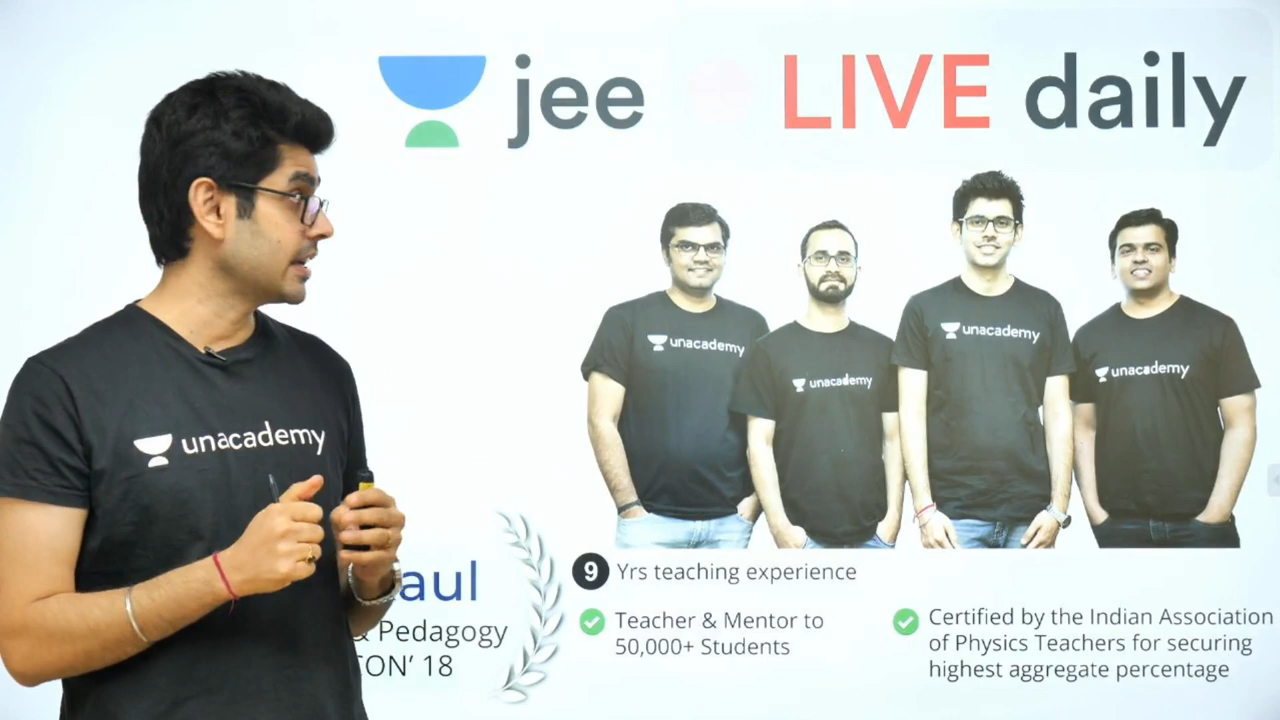 jee LIVE daily
unacademy
unacademy
unacademy
unacademy
unacademy
aul
& Pedagogy
CON' 18
9 Yrs teaching experience
Teacher & Mentor to
50,000+ Students
Certified by the Indian Association
of Physics Teachers for securing
highest aggregate percentage